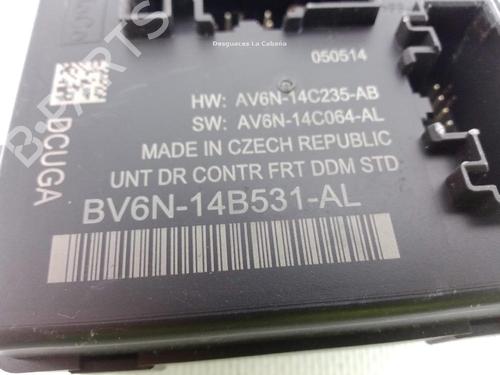 Desguaces La Cabaña
050514
HW: AV6N-14C235-AB
SW: AV6N-14C064-AL
MADE IN CZECH REPUBLIC
UNT DR CONTR FRT DDM STD
DCUGA
BV6N-14B531-AL